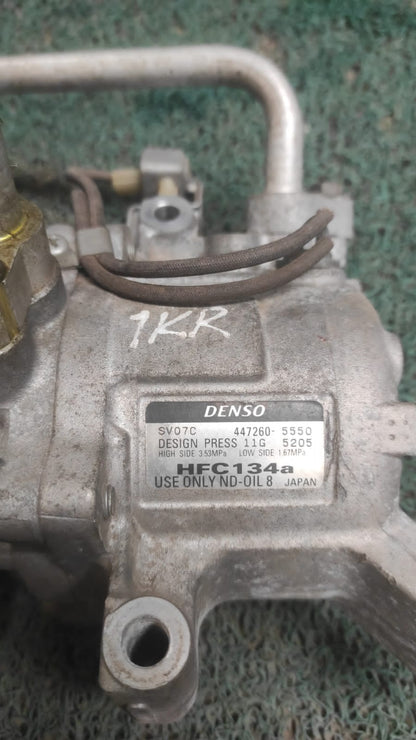 1KR
DENSO
SV07C 447260-5550
DESIGN PRESS 11G 5205
HIGH SIDE 3.53MPa LOW SIDE 1.67MPa
HFC134a
USE ONLY ND-OIL 8 JAPAN